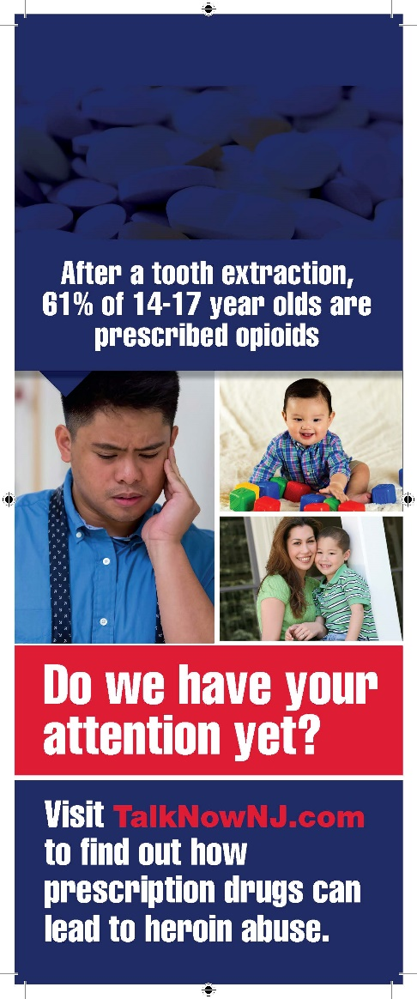 After a tooth extraction,
61% of 14-17 year olds are
prescribed opioids
Do we have your
attention yet?
Visit TalkNowNJ.com
to find out how
prescription drugs can
lead to heroin abuse.